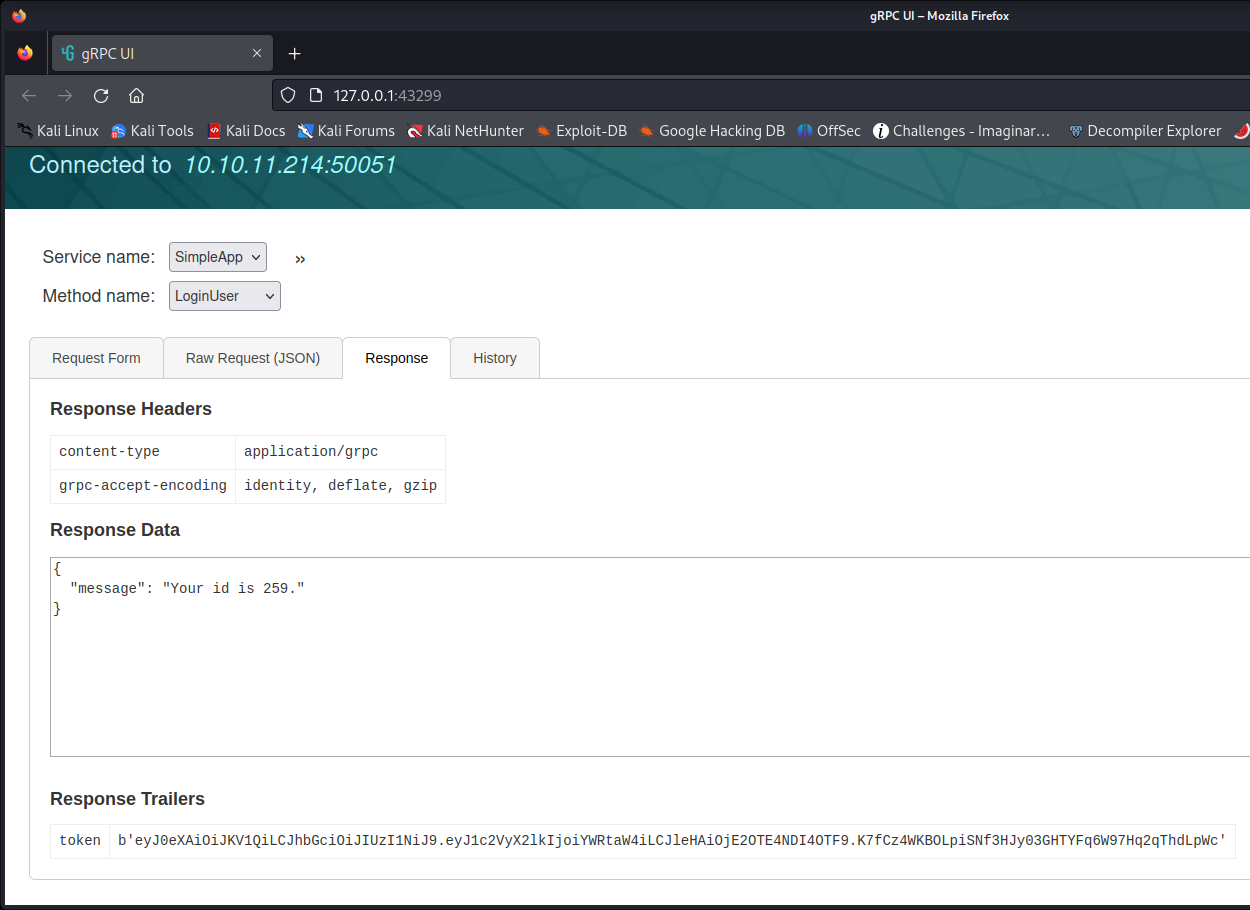 gRPC UI – Mozilla Firefox
gRPC UI
127.0.0.1:43299
Kali Linux Kali Tools Kali Docs Kali Forums Kali NetHunter Exploit-DB Google Hacking DB OffSec Challenges - Imaginar… Decompiler Explorer
Connected to 10.10.11.214:50051
Service name: SimpleApp »
Method name: LoginUser
Request Form Raw Request (JSON) Response History
Response Headers
content-type application/grpc
grpc-accept-encoding identity, deflate, gzip
Response Data
{
"message": "Your id is 259."
}
Response Trailers
token b'eyJ0eXAiOiJKV1QiLCJhbGciOiJIUzI1NiJ9.eyJ1c2VyX2lkIjoiYWRtaW4iLCJleHAiOjE2OTE4NDI4OTF9.K7fCz4WKBOLpiSNf3HJy03GHTYFq6W97Hq2qThdLpWc'